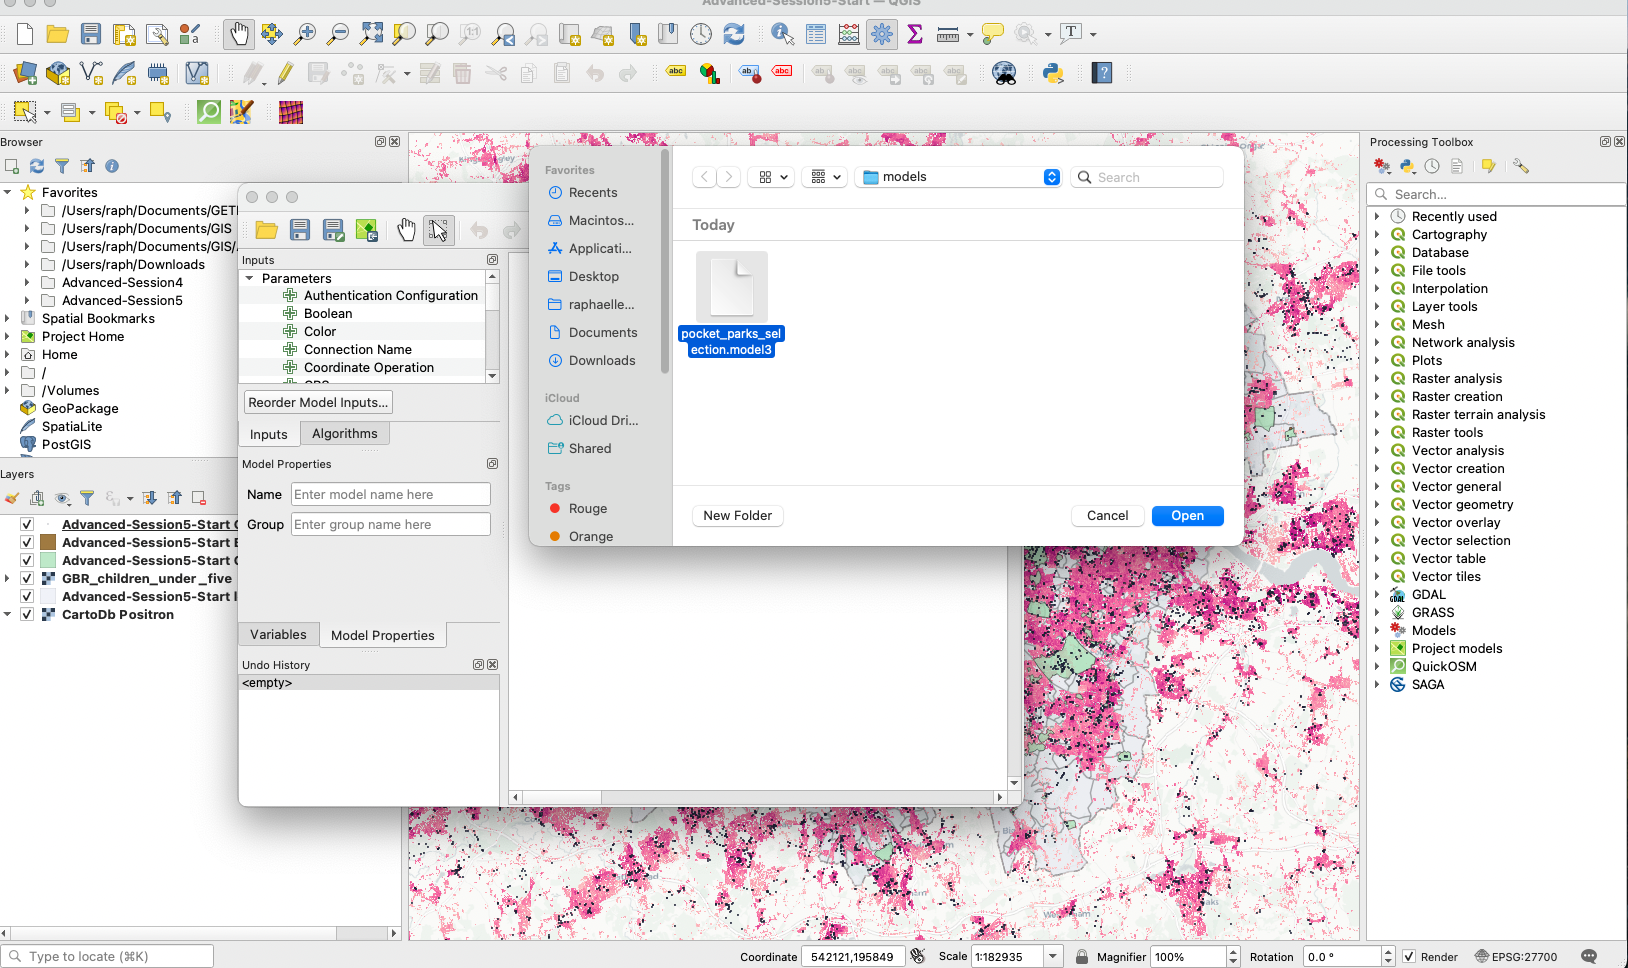 Advanced-Session5-Start — QGIS
Browser
Favorites
/Users/raph/Documents/GETI
/Users/raph/Documents/GIS
/Users/raph/Documents/GIS/
/Users/raph/Downloads
Advanced-Session4
Advanced-Session5
Spatial Bookmarks
Project Home
Home
/
/Volumes
GeoPackage
SpatiaLite
PostGIS
Layers
Advanced-Session5-Start
Advanced-Session5-Start
Advanced-Session5-Start
GBR_children_under_five
Advanced-Session5-Start
CartoDb Positron
Type to locate (⌘K)
Inputs
Parameters
Authentication Configuration
Boolean
Color
Connection Name
Coordinate Operation
Reorder Model Inputs...
Inputs
Algorithms
Model Properties
Name
Enter model name here
Group
Enter group name here
Variables
Model Properties
Undo History
<empty>
Favorites
Recents
Macintos...
Applicati...
Desktop
raphaelle...
Documents
Downloads
iCloud
iCloud Dri...
Shared
Tags
Rouge
Orange
models
Search
Today
pocket_parks_sel
ection.model3
New Folder
Cancel
Open
Processing Toolbox
Search...
Recently used
Cartography
Database
File tools
Interpolation
Layer tools
Mesh
Network analysis
Plots
Raster analysis
Raster creation
Raster terrain analysis
Raster tools
Vector analysis
Vector creation
Vector general
Vector geometry
Vector overlay
Vector selection
Vector table
Vector tiles
GDAL
GRASS
Models
Project models
QuickOSM
SAGA
Coordinate
542121,195849
Scale
1:182935
Magnifier
100%
Rotation
0.0 °
Render
EPSG:27700